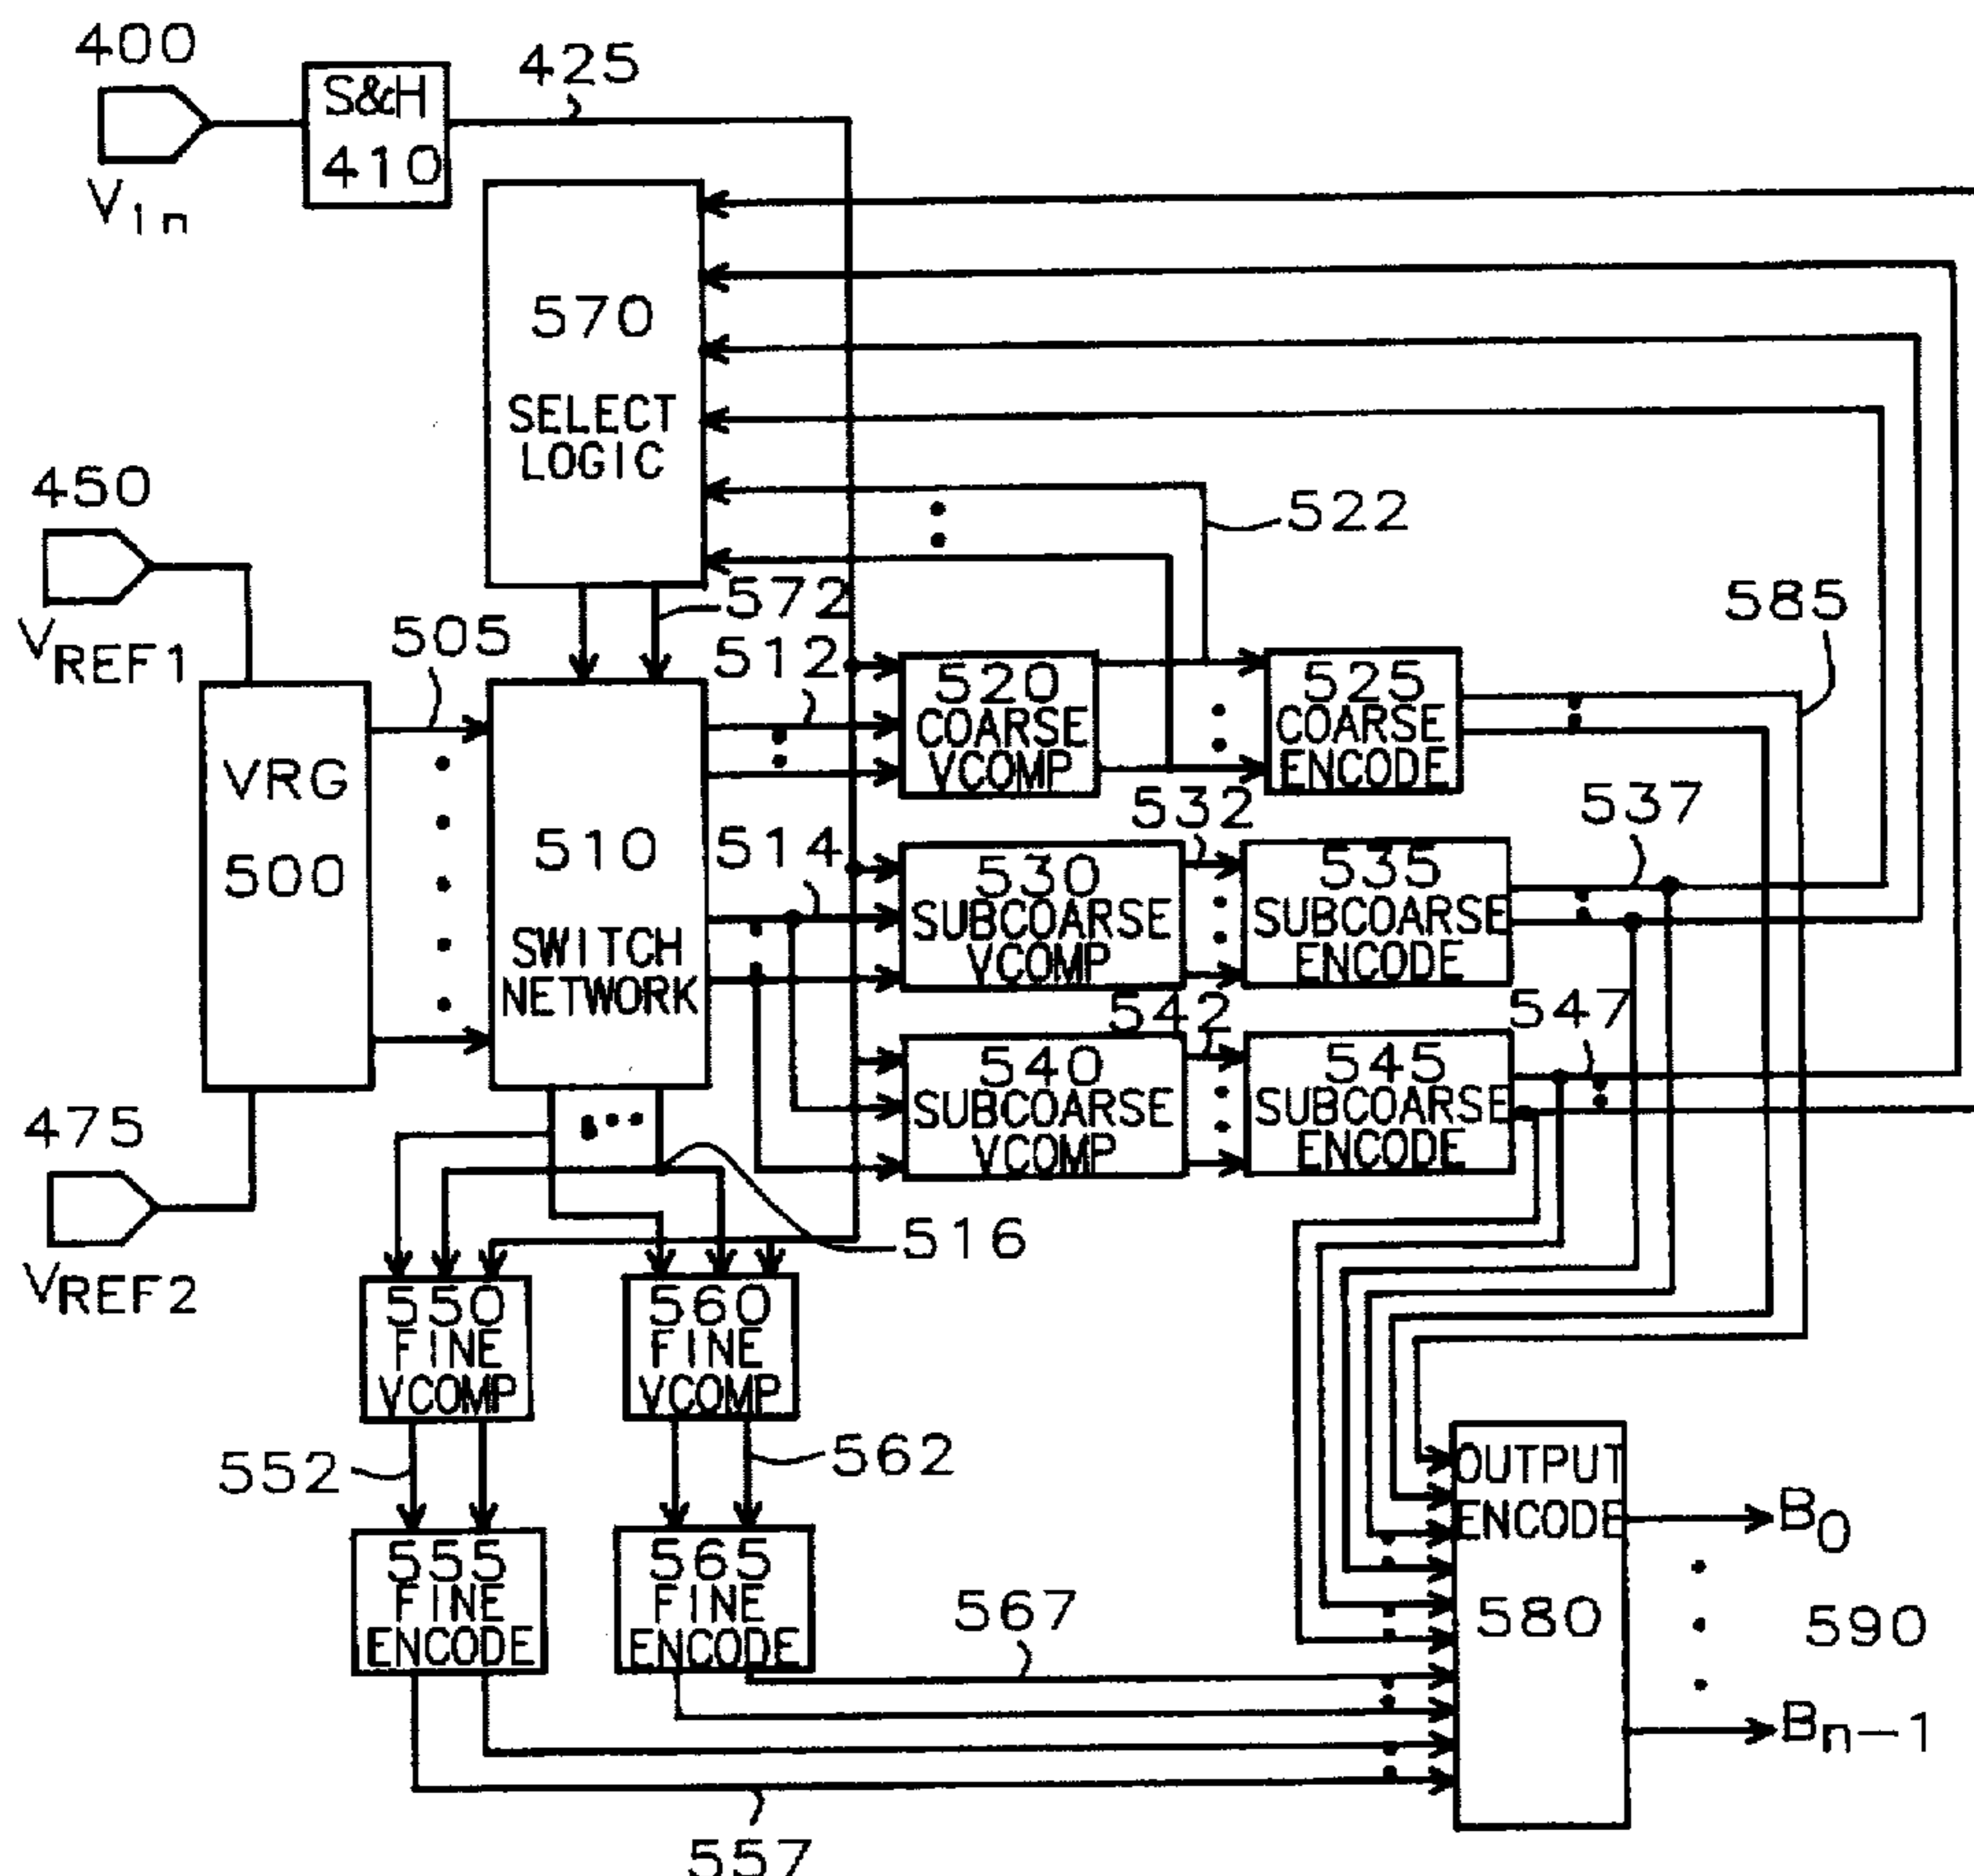 400
S&H
410
425
Vin
570
SELECT
LOGIC
450
VREF1
522
572
505
512
585
520
COARSE
VCOMP
525
COARSE
ENCODE
VRG
500
510
SWITCH
NETWORK
532
537
514
530
SUBCOARSE
VCOMP
535
SUBCOARSE
ENCODE
542
547
540
SUBCOARSE
VCOMP
545
SUBCOARSE
ENCODE
475
VREF2
516
550
FINE
VCOMP
560
FINE
VCOMP
552
562
OUTPUT
ENCODE
580
B0
555
FINE
ENCODE
565
FINE
ENCODE
567
590
Bn-1
557